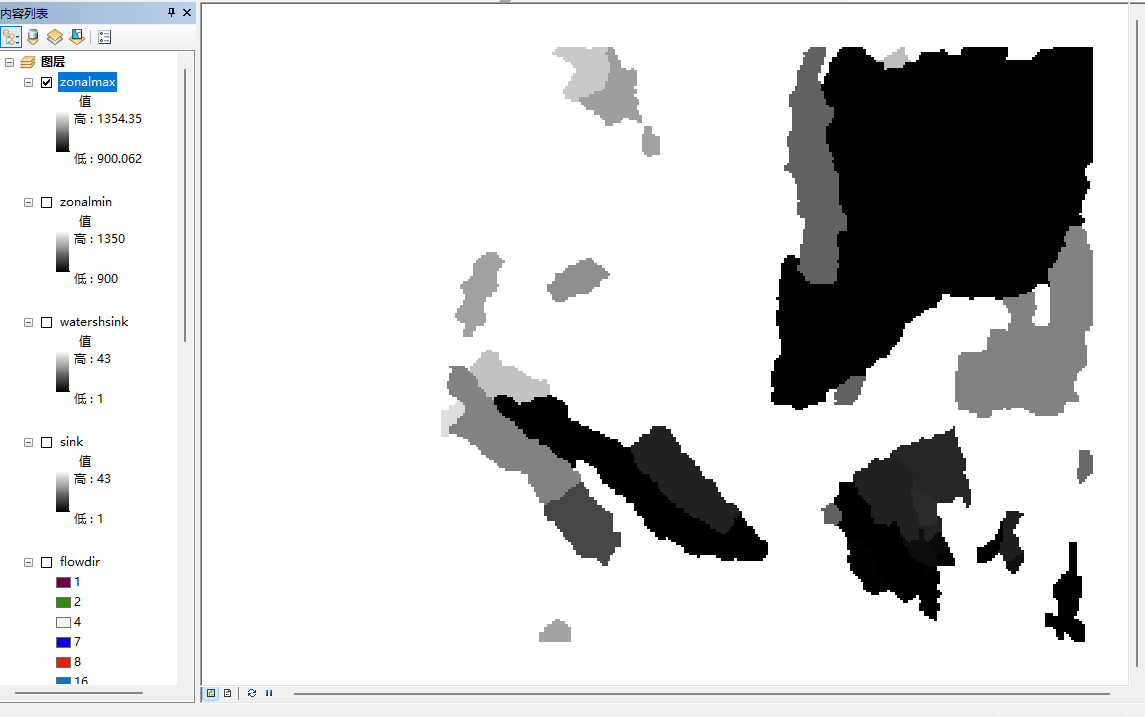 内容列表
图层
zonalmax
值
高 : 1354.35
低 : 900.062
zonalmin
值
高 : 1350
低 : 900
watershsink
值
高 : 43
低 : 1
sink
值
高 : 43
低 : 1
flowdir
1
2
4
7
8
16